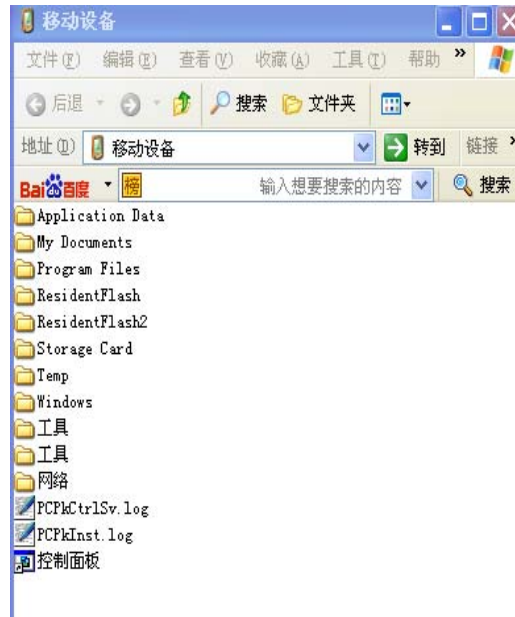 移动设备
文件(F) 编辑(E) 查看(V) 收藏(A) 工具(T) 帮助 »
后退 搜索 文件夹
地址(D) 移动设备 转到 链接 »
Bai百度 榜 输入想要搜索的内容 搜索
Application Data
My Documents
Program Files
ResidentFlash
ResidentFlash2
Storage Card
Temp
Windows
工具
工具
网络
PCPkCtrlSv.log
PCPkInst.log
控制面板